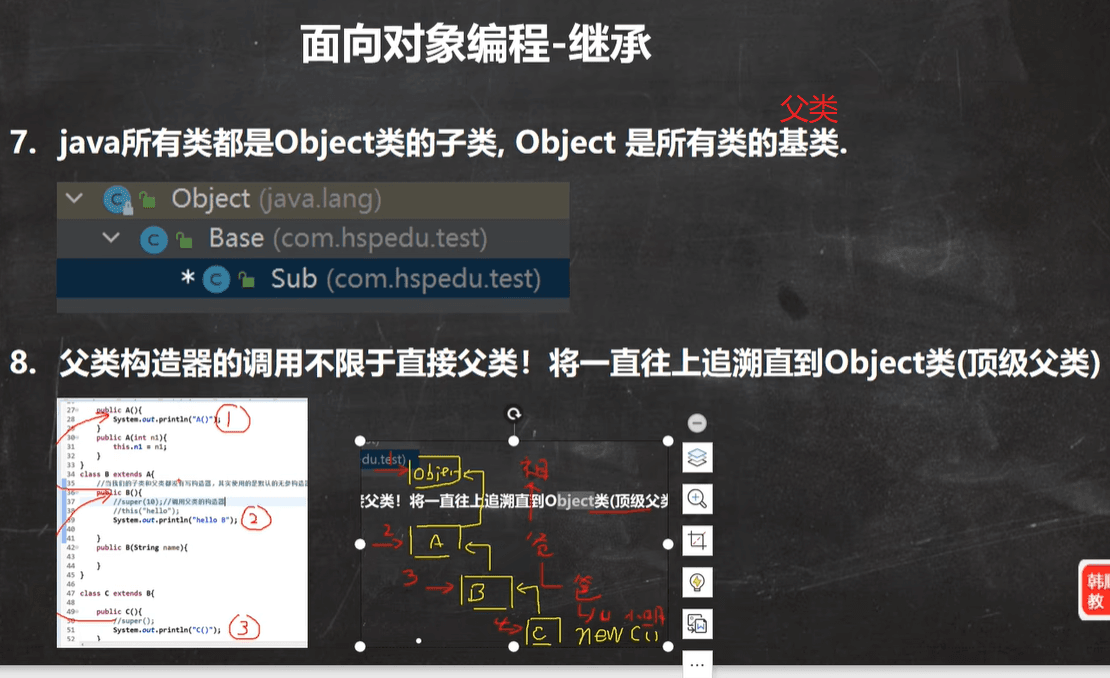 面向对象编程-继承
父类
7. java所有类都是Object类的子类, Object 是所有类的基类.
Object (java.lang)
Base (com.hspedu.test)
* Sub (com.hspedu.test)
8. 父类构造器的调用不限于直接父类！将一直往上追溯直到Object类(顶级父类)
27 public A(){
28 System.out.println("A()"); 1
29 }
30 public A(int n1){
31 this.n1 = n1;
32 }
33 }
34 class B extends A{
35 //当我们的子类和父类都没有写构造器，其实使用的是默认的无参构造器
36 public B(){
37 //super(10);//调用父类的构造器
38 //this("hello");
39 System.out.println("hello B"); 2
40
41 }
42 public B(String name){
43
44 }
45 }
46
47 class C extends B{
48
49 public C(){
50 //super();
51 System.out.println("C()"); 3
52 }
du.test)
1 Objer 祖
父类！将一直往上追溯直到Object类(顶级父类
2 A 爸
3 B 爸
4 C new C()
韩顺
教